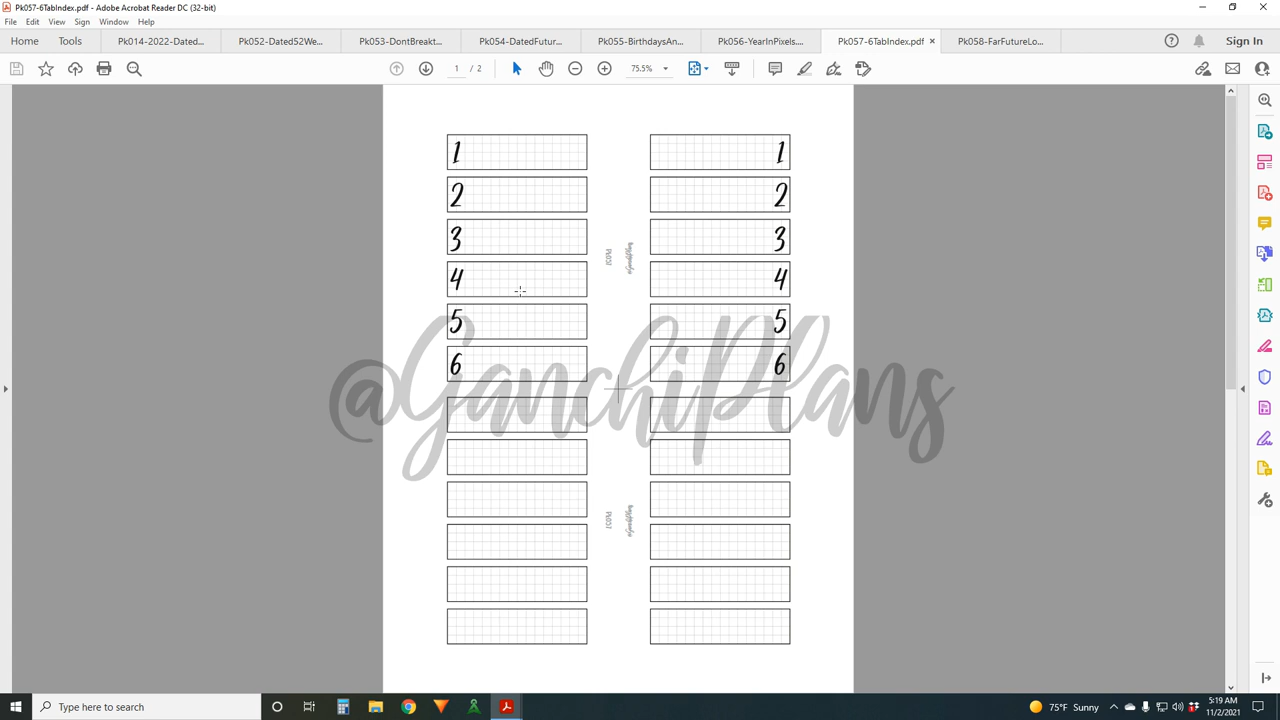 Pk057-6TabIndex.pdf - Adobe Acrobat Reader DC (32-bit)
File Edit View Sign Window Help
Home Tools Pk014-2022-Dated... Pk052-Dated52We... Pk053-DontBreakt... Pk054-DatedFutur... Pk055-BirthdaysAn... Pk056-YearInPixels.... Pk057-6TabIndex.pdf × Pk058-FarFutureLo... Sign In
1 / 2 75.5%
1 1
2 2
3 3
4 4
5 5
6 6
Pk057
@GanchiPlans
Pk057
Type here to search
75°F Sunny
5:19 AM
11/2/2021